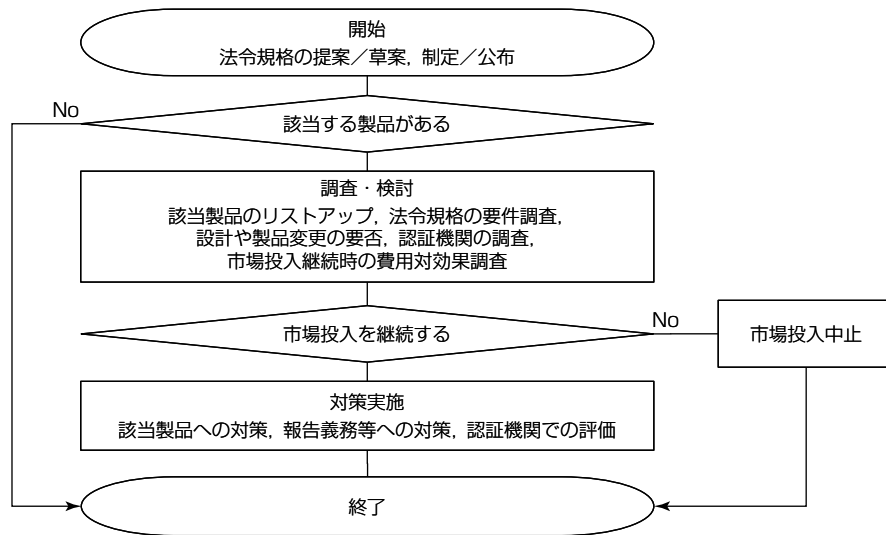 開始
法令規格の提案／草案, 制定／公布
No
該当する製品がある
調査・検討
該当製品のリストアップ, 法令規格の要件調査,
設計や製品変更の要否, 認証機関の調査,
市場投入継続時の費用対効果調査
市場投入を継続する
No
市場投入中止
対策実施
該当製品への対策, 報告義務等への対策, 認証機関での評価
終了